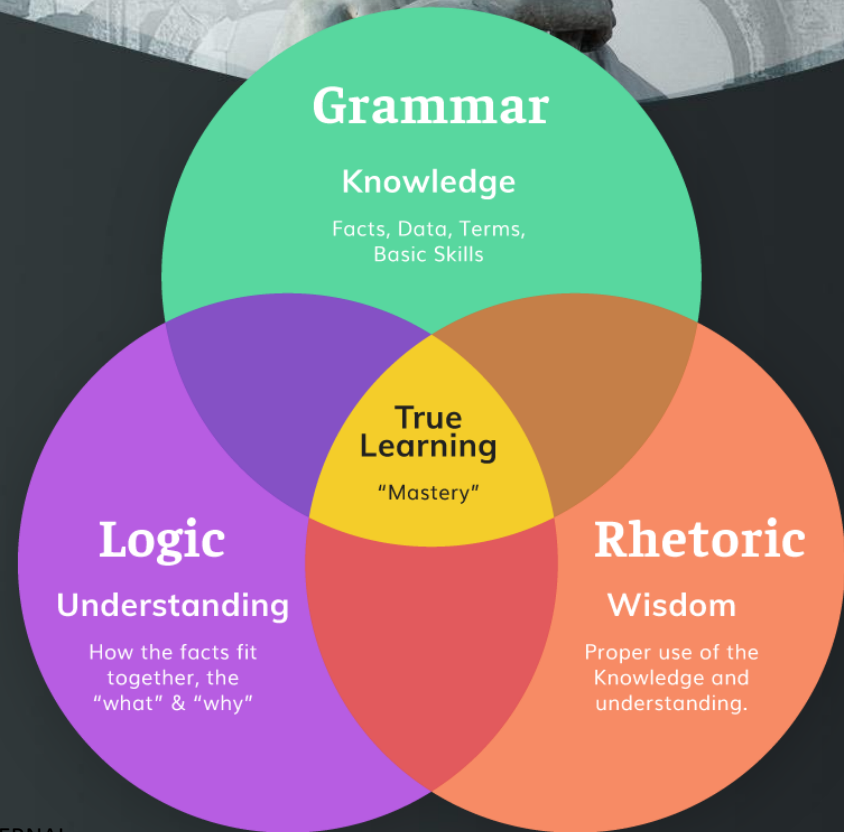 Grammar
Knowledge
Facts, Data, Terms,
Basic Skills
True
Learning
“Mastery”
Logic
Understanding
How the facts fit
together, the
“what” & “why”
Rhetoric
Wisdom
Proper use of the
Knowledge and
understanding.